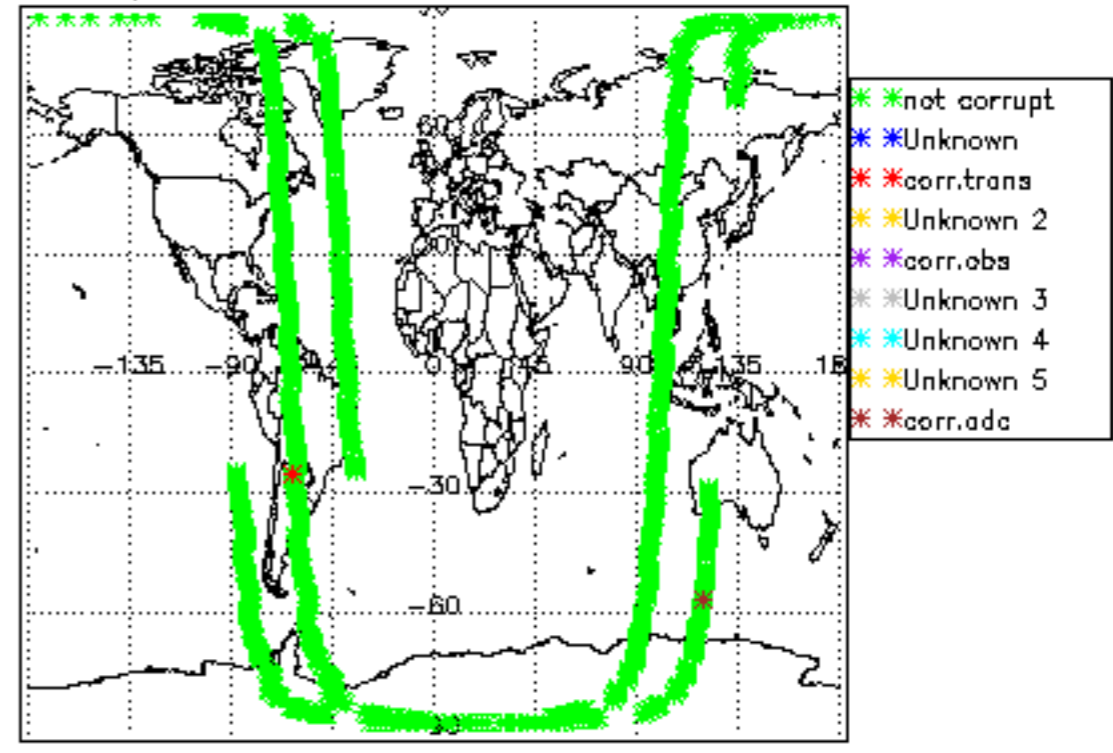 not corrupt
Unknown
corr.trans
Unknown 2
corr.obs
Unknown 3
Unknown 4
Unknown 5
corr.adc
60
-135 -90 0 45 90 135
-30
-60